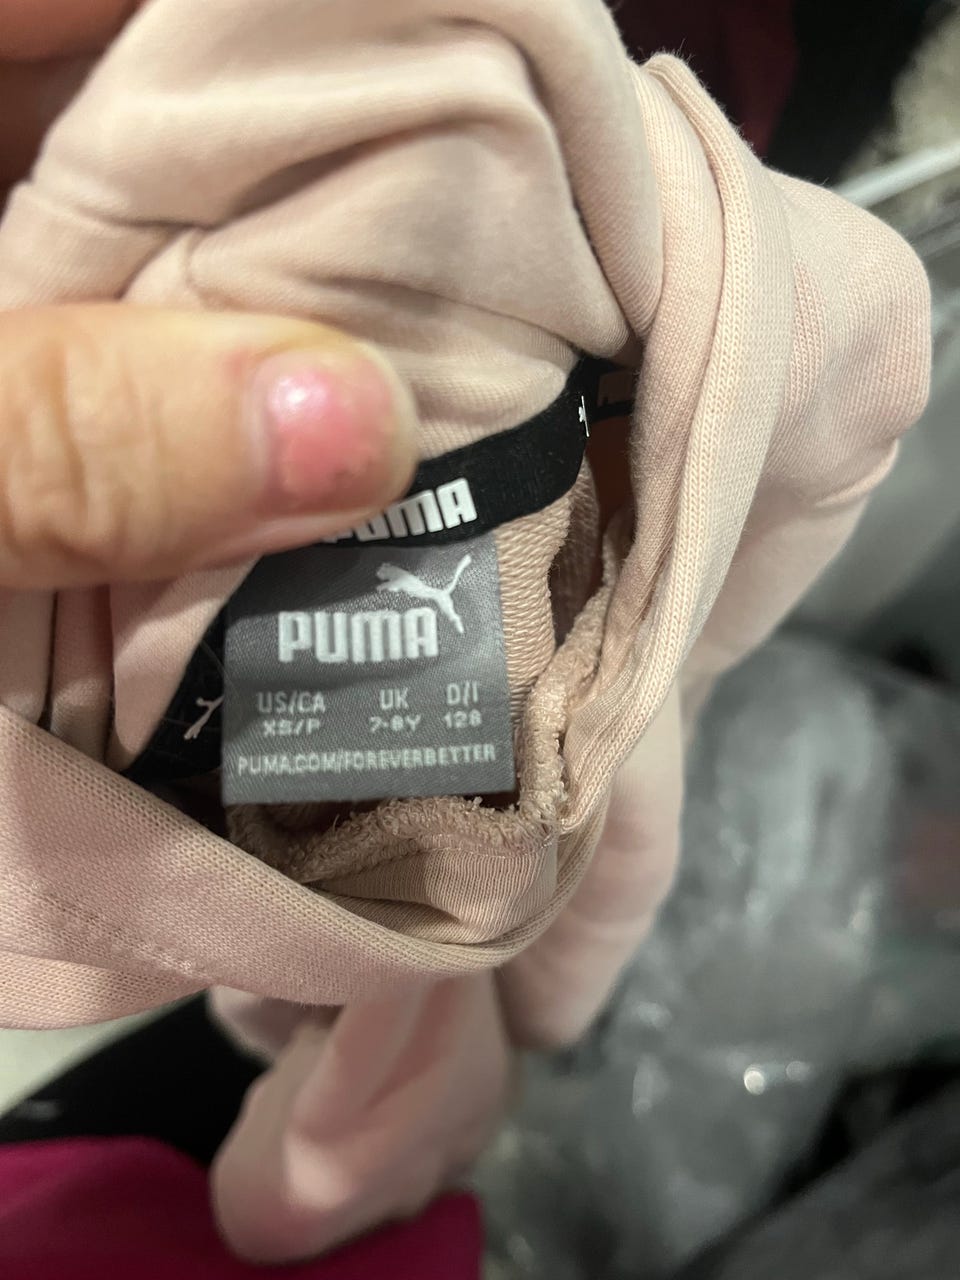 PUMA
PUMA
US/CA UK D/I
XS/P 7-8Y 128
PUMA.COM/FOREVERBETTER